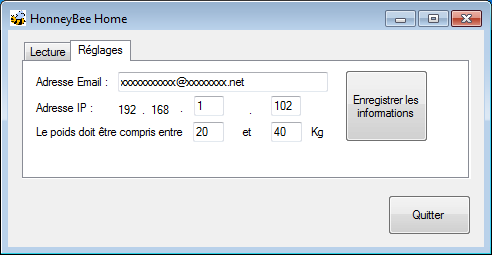 HonneyBee Home
Lecture Réglages
Adresse Email : xxxxxxxxxxx@xxxxxxxx.net
Adresse IP : 192 . 168 . 1 . 102
Le poids doit être compris entre 20 et 40 Kg
Enregistrer les
informations
Quitter